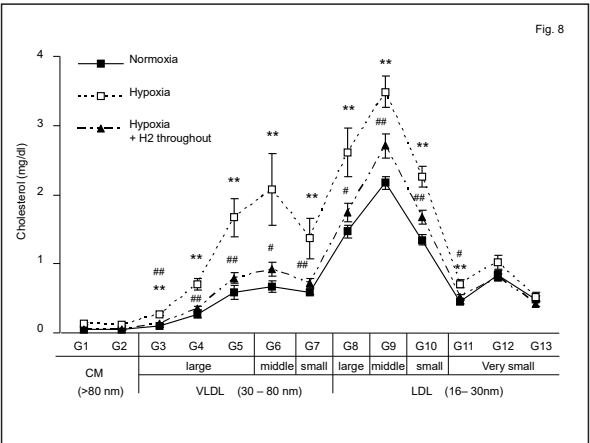 Fig. 8
Normoxia
Hypoxia
Hypoxia
+ H2 throughout
Cholesterol (mg/dl)
4
3
2
1
0
** ** ** ** ** ** ** ** **
## ## ## # ## # ## ## #
G1 G2 G3 G4 G5 G6 G7 G8 G9 G10 G11 G12 G13
CM large middle small large middle small Very small
(>80 nm) VLDL (30 – 80 nm) LDL (16– 30nm)